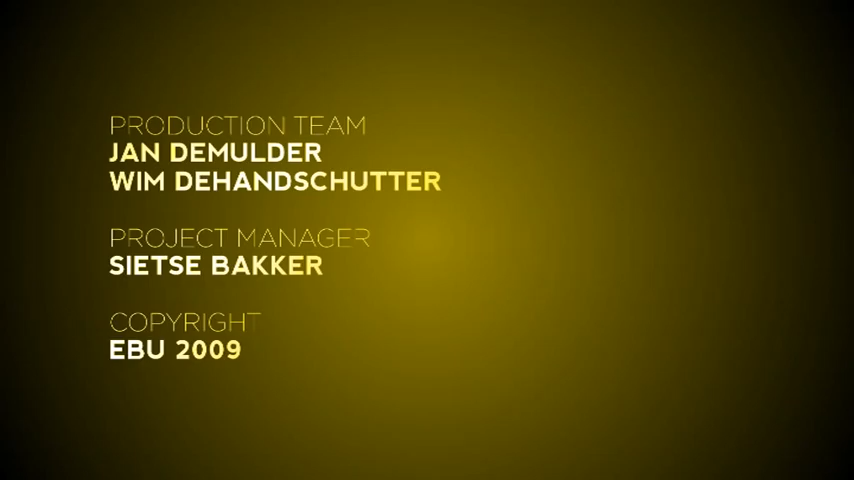 PRODUCTION TEAM
JAN DEMULDER
WIM DEHANDSCHUTTER
PROJECT MANAGER
SIETSE BAKKER
COPYRIGHT
EBU 2009